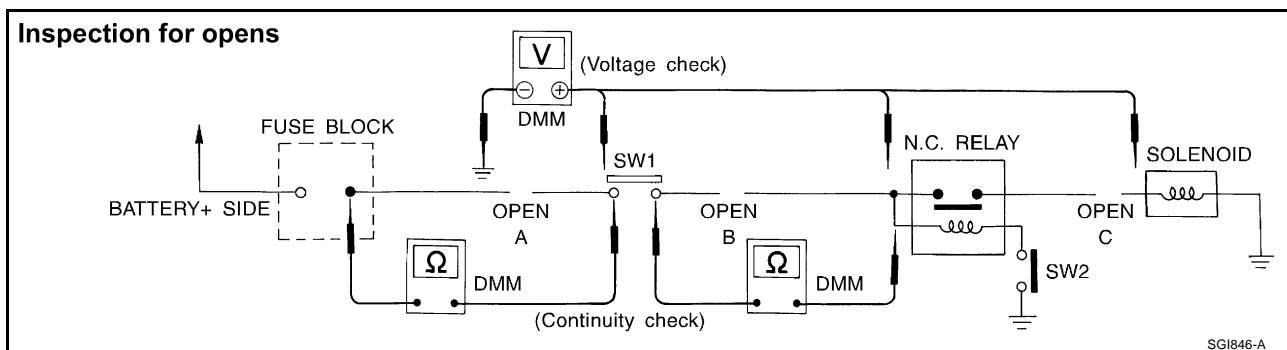 Inspection for opens
V
(Voltage check)
DMM
FUSE BLOCK
SW1
N.C. RELAY
SOLENOID
BATTERY+ SIDE
OPEN
A
OPEN
B
OPEN
C
Ω
DMM
Ω
DMM
SW2
(Continuity check)
SGI846-A